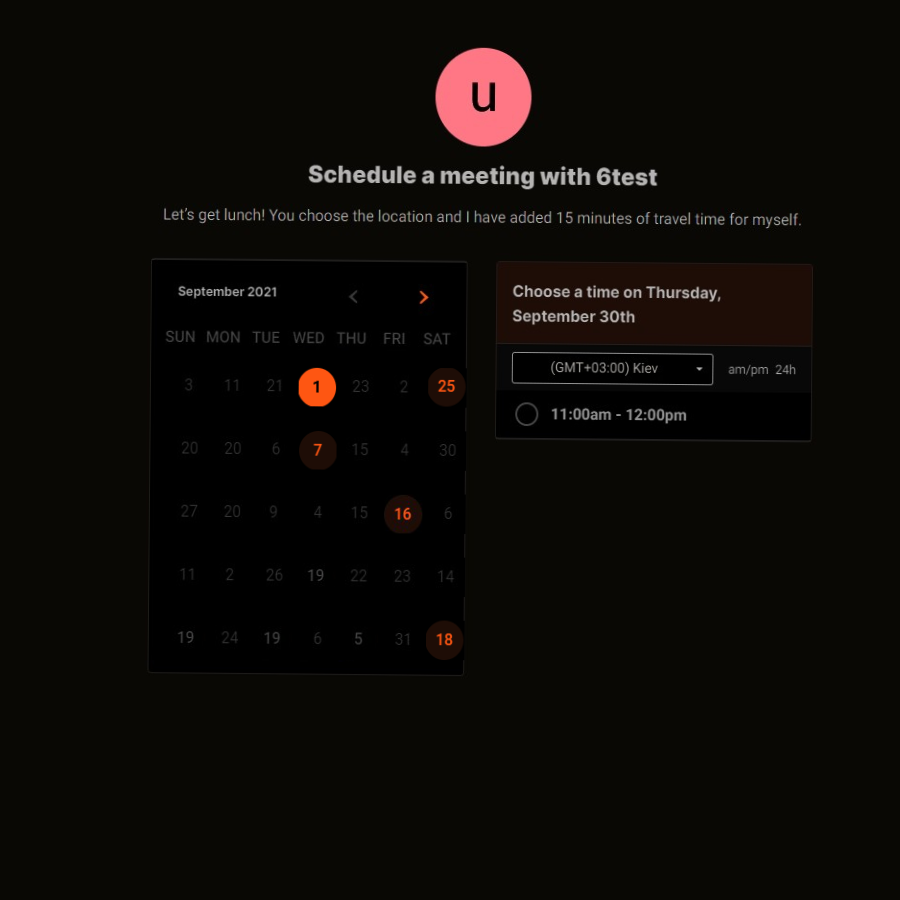 u
Schedule a meeting with 6test
Let's get lunch! You choose the location and I have added 15 minutes of travel time for myself.
September 2021
SUN MON TUE WED THU FRI SAT
3 11 21 1 23 2 25
20 20 6 7 15 4 30
27 20 9 4 15 16 6
11 2 26 19 22 23 14
19 24 19 6 5 31 18
Choose a time on Thursday,
September 30th
(GMT+03:00) Kiev
am/pm 24h
11:00am - 12:00pm